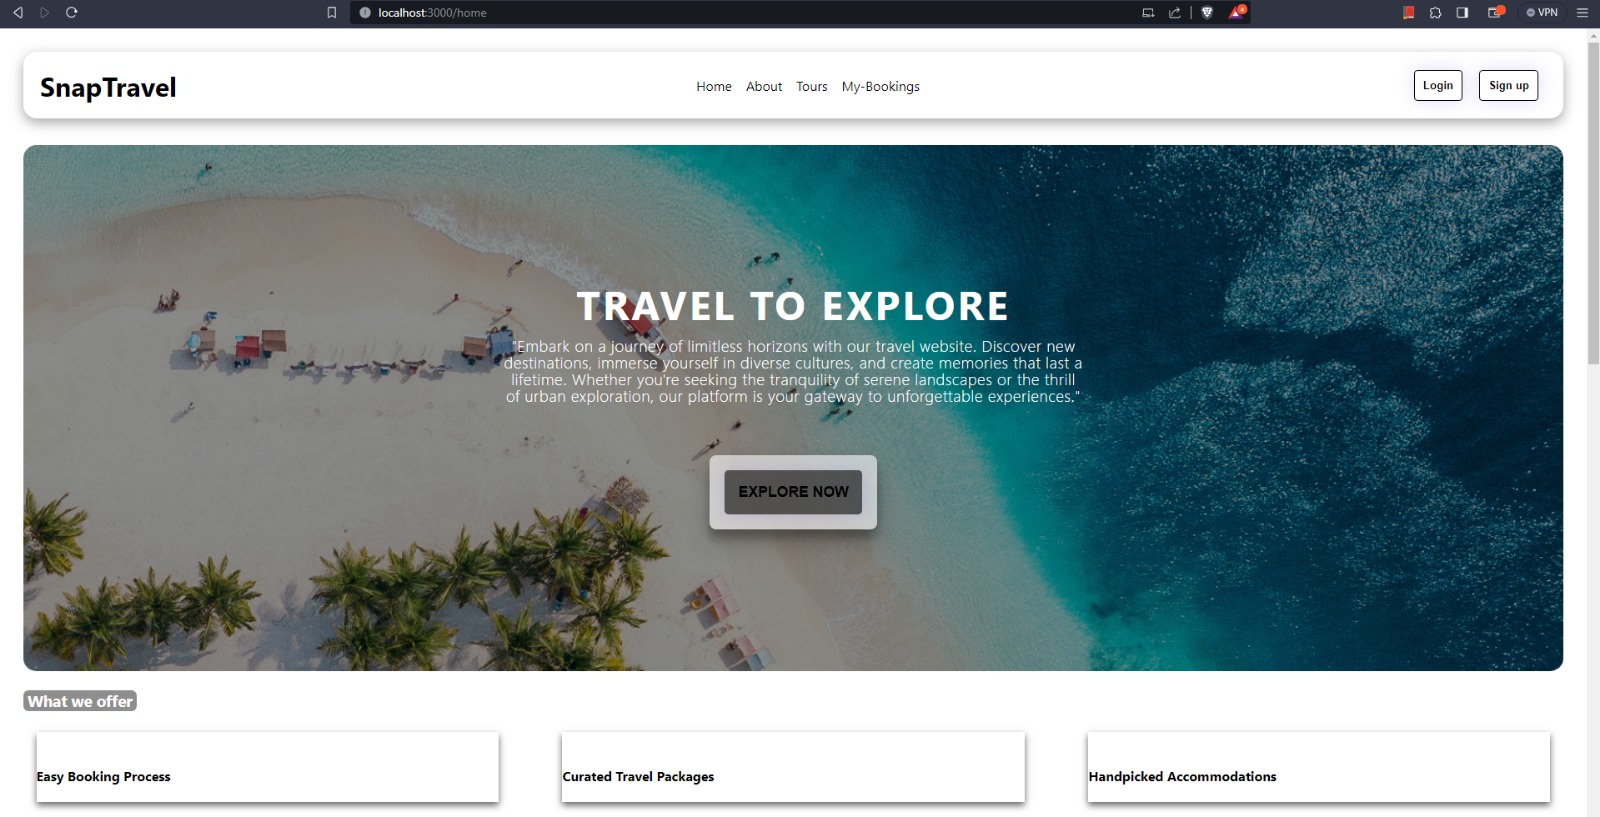 localhost:3000/home
4
VPN
SnapTravel
Home About Tours My-Bookings
Login Sign up
TRAVEL TO EXPLORE
"Embark on a journey of limitless horizons with our travel website. Discover new
destinations, immerse yourself in diverse cultures, and create memories that last a
lifetime. Whether you're seeking the tranquility of serene landscapes or the thrill
of urban exploration, our platform is your gateway to unforgettable experiences."
EXPLORE NOW
What we offer
Easy Booking Process
Curated Travel Packages
Handpicked Accommodations